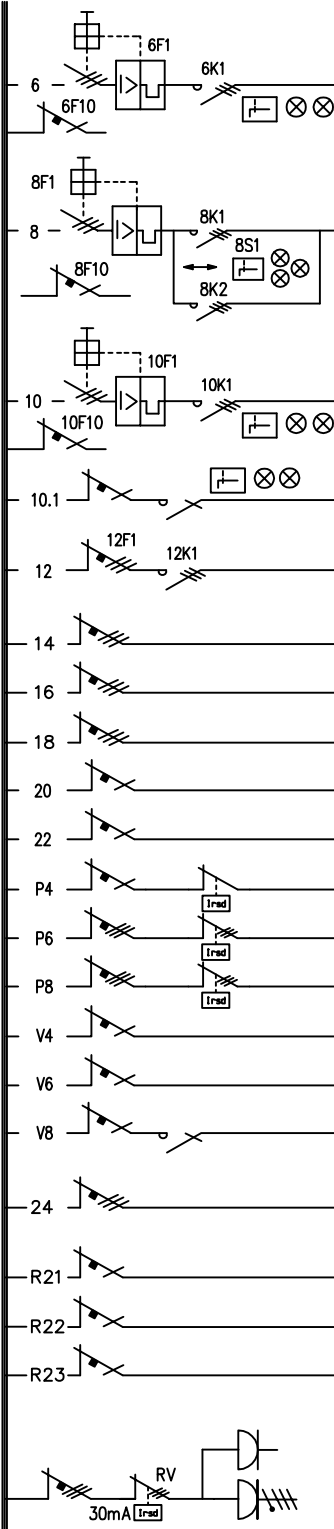 6F1
6 6K1
6F10
8F1
8 8K1
8S1
8F10
8K2
10F1
10 10K1
10F10
10.1
12F1
12 12K1
14
16
18
20
22
P4
Irsd
P6
Irsd
P8
Irsd
V4
V6
V8
24
R21
R22
R23
RV
30mA Irsd